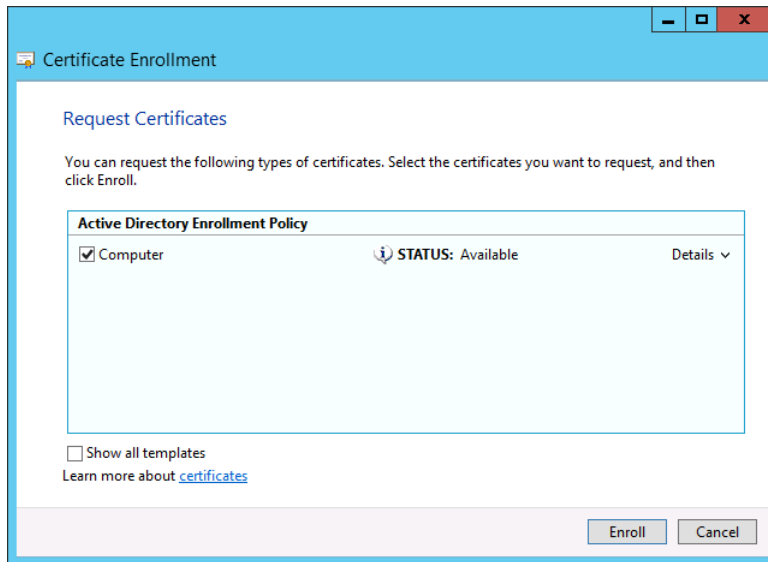 Certificate Enrollment
Request Certificates
You can request the following types of certificates. Select the certificates you want to request, and then
click Enroll.
Active Directory Enrollment Policy
Computer STATUS: Available Details
Show all templates
Learn more about certificates
Enroll Cancel